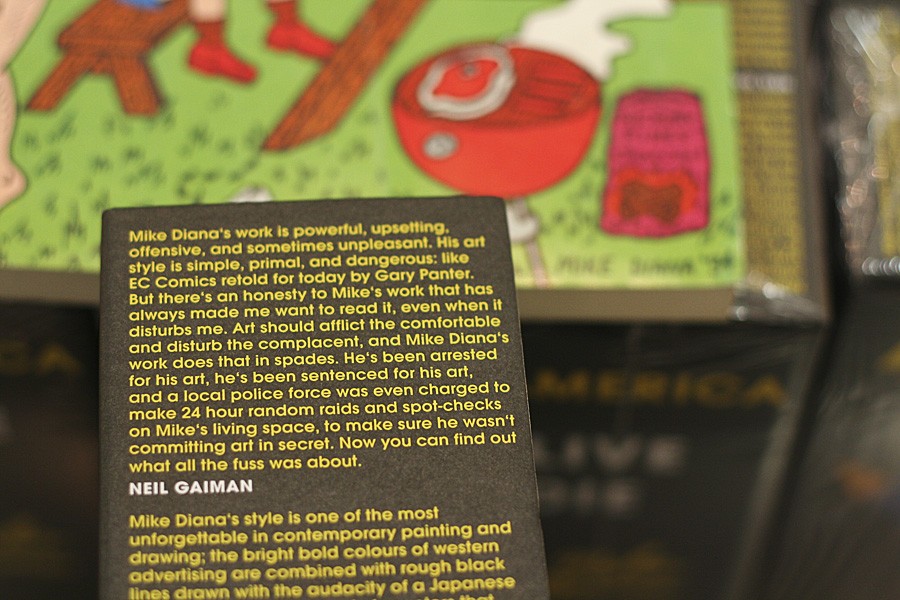 MIKE DIANA
Mike Diana's work is powerful, upsetting,
offensive, and sometimes unpleasant. His art
style is simple, primal, and dangerous: like
EC Comics retold for today by Gary Panter.
But there's an honesty to Mike's work that has
always made me want to read it, even when it
disturbs me. Art should afflict the comfortable
and disturb the complacent, and Mike Diana's
work does that in spades. He's been arrested
for his art, he's been sentenced for his art,
and a local police force was even charged to
make 24 hour random raids and spot-checks
on Mike's living space, to make sure he wasn't
committing art in secret. Now you can find out
what all the fuss was about.
NEIL GAIMAN
Mike Diana's style is one of the most
unforgettable in contemporary painting and
drawing; the bright bold colours of western
advertising are combined with rough black
lines drawn with the audacity of a Japanese
AMERICA
LIVE
DIE